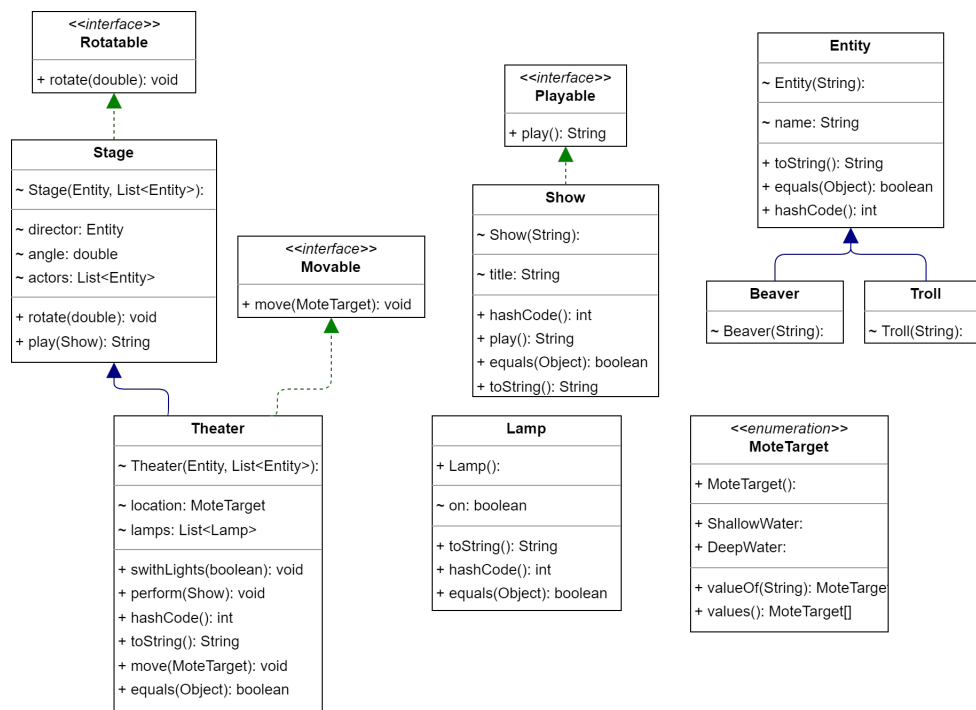 <<interface>>
Rotatable
+ rotate(double): void
Stage
~ Stage(Entity, List<Entity>):
~ director: Entity
~ angle: double
~ actors: List<Entity>
+ rotate(double): void
+ play(Show): String
<<interface>>
Movable
+ move(MoteTarget): void
<<interface>>
Playable
+ play(): String
Show
~ Show(String):
~ title: String
+ hashCode(): int
+ play(): String
+ equals(Object): boolean
+ toString(): String
Entity
~ Entity(String):
~ name: String
+ toString(): String
+ equals(Object): boolean
+ hashCode(): int
Beaver
~ Beaver(String):
Troll
~ Troll(String):
Theater
~ Theater(Entity, List<Entity>):
~ location: MoteTarget
~ lamps: List<Lamp>
+ swithLights(boolean): void
+ perform(Show): void
+ hashCode(): int
+ toString(): String
+ move(MoteTarget): void
+ equals(Object): boolean
Lamp
+ Lamp():
~ on: boolean
+ toString(): String
+ hashCode(): int
+ equals(Object): boolean
<<enumeration>>
MoteTarget
+ MoteTarget():
+ ShallowWater:
+ DeepWater:
+ valueOf(String): MoteTarge
+ values(): MoteTarget[]